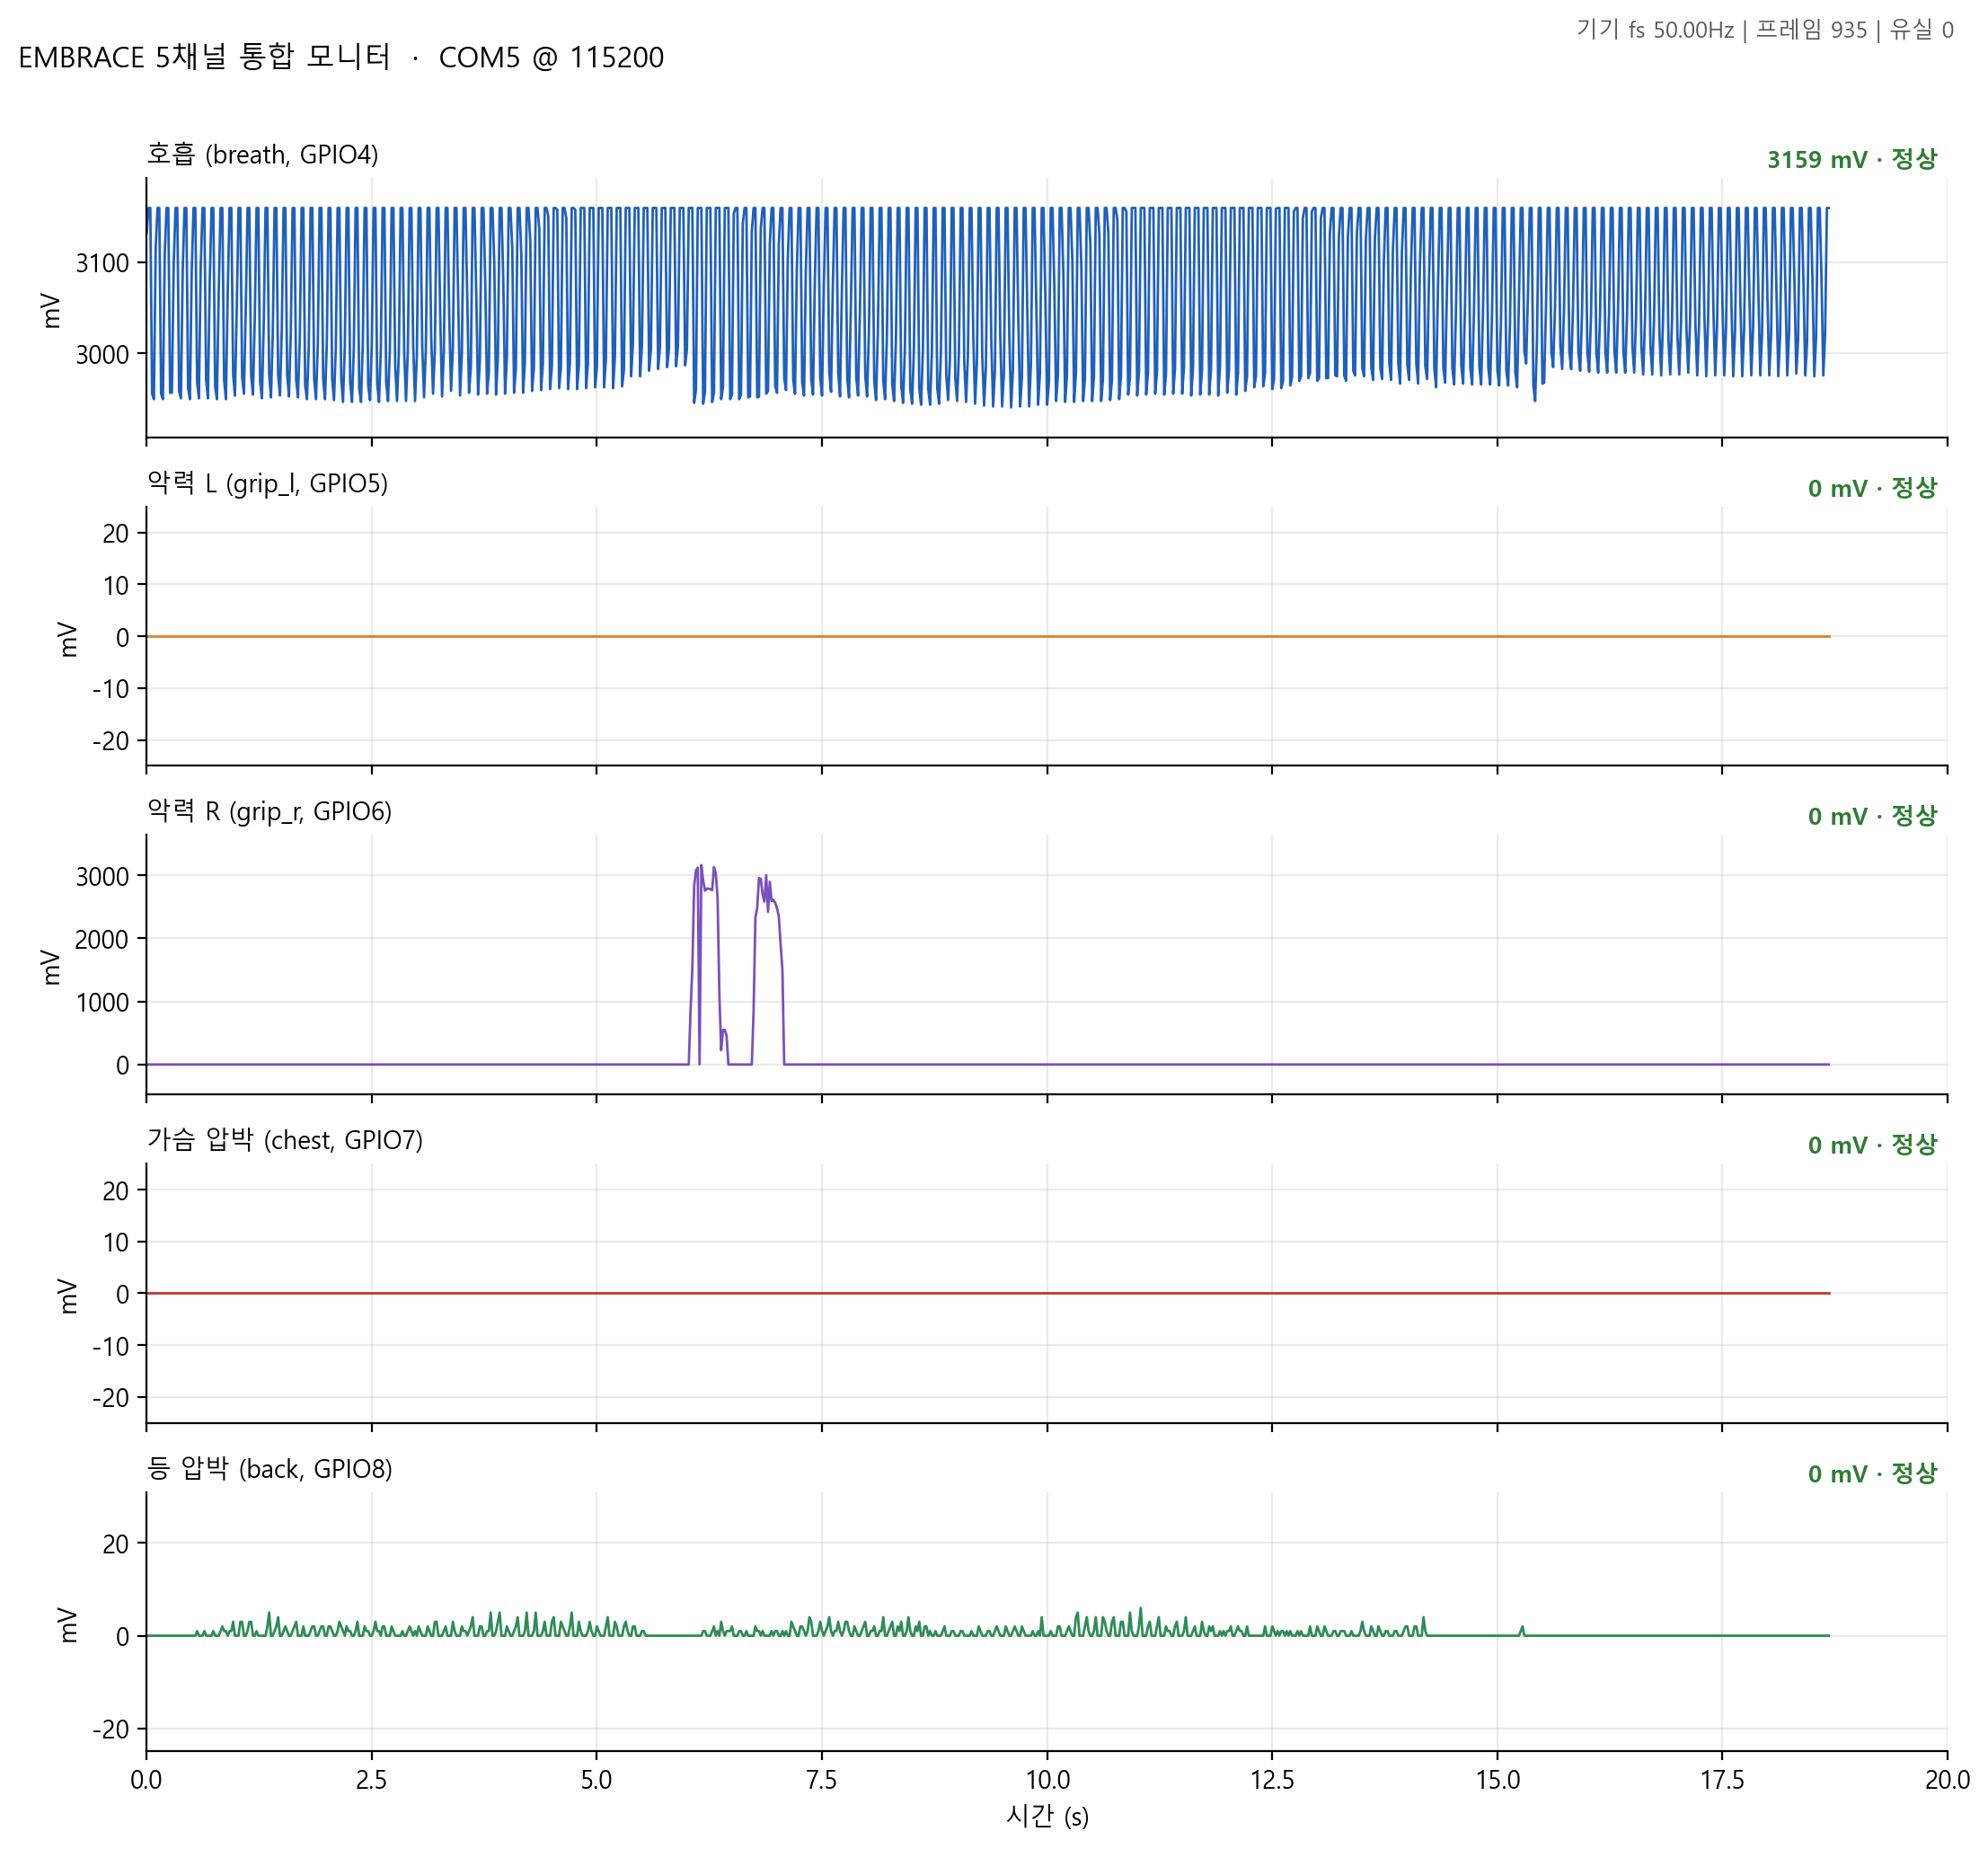 기기 fs 50.00Hz | 프레임 935 | 유실 0
EMBRACE 5채널 통합 모니터 · COM5 @ 115200
호흡 (breath, GPIO4)
3159 mV · 정상
3100
3000
mV
악력 L (grip_l, GPIO5)
0 mV · 정상
20
10
0
-10
-20
mV
악력 R (grip_r, GPIO6)
0 mV · 정상
3000
2000
1000
0
mV
가슴 압박 (chest, GPIO7)
0 mV · 정상
20
10
0
-10
-20
mV
등 압박 (back, GPIO8)
0 mV · 정상
20
0
-20
mV
0.0 2.5 5.0 7.5 10.0 12.5 15.0 17.5 20.0
시간 (s)